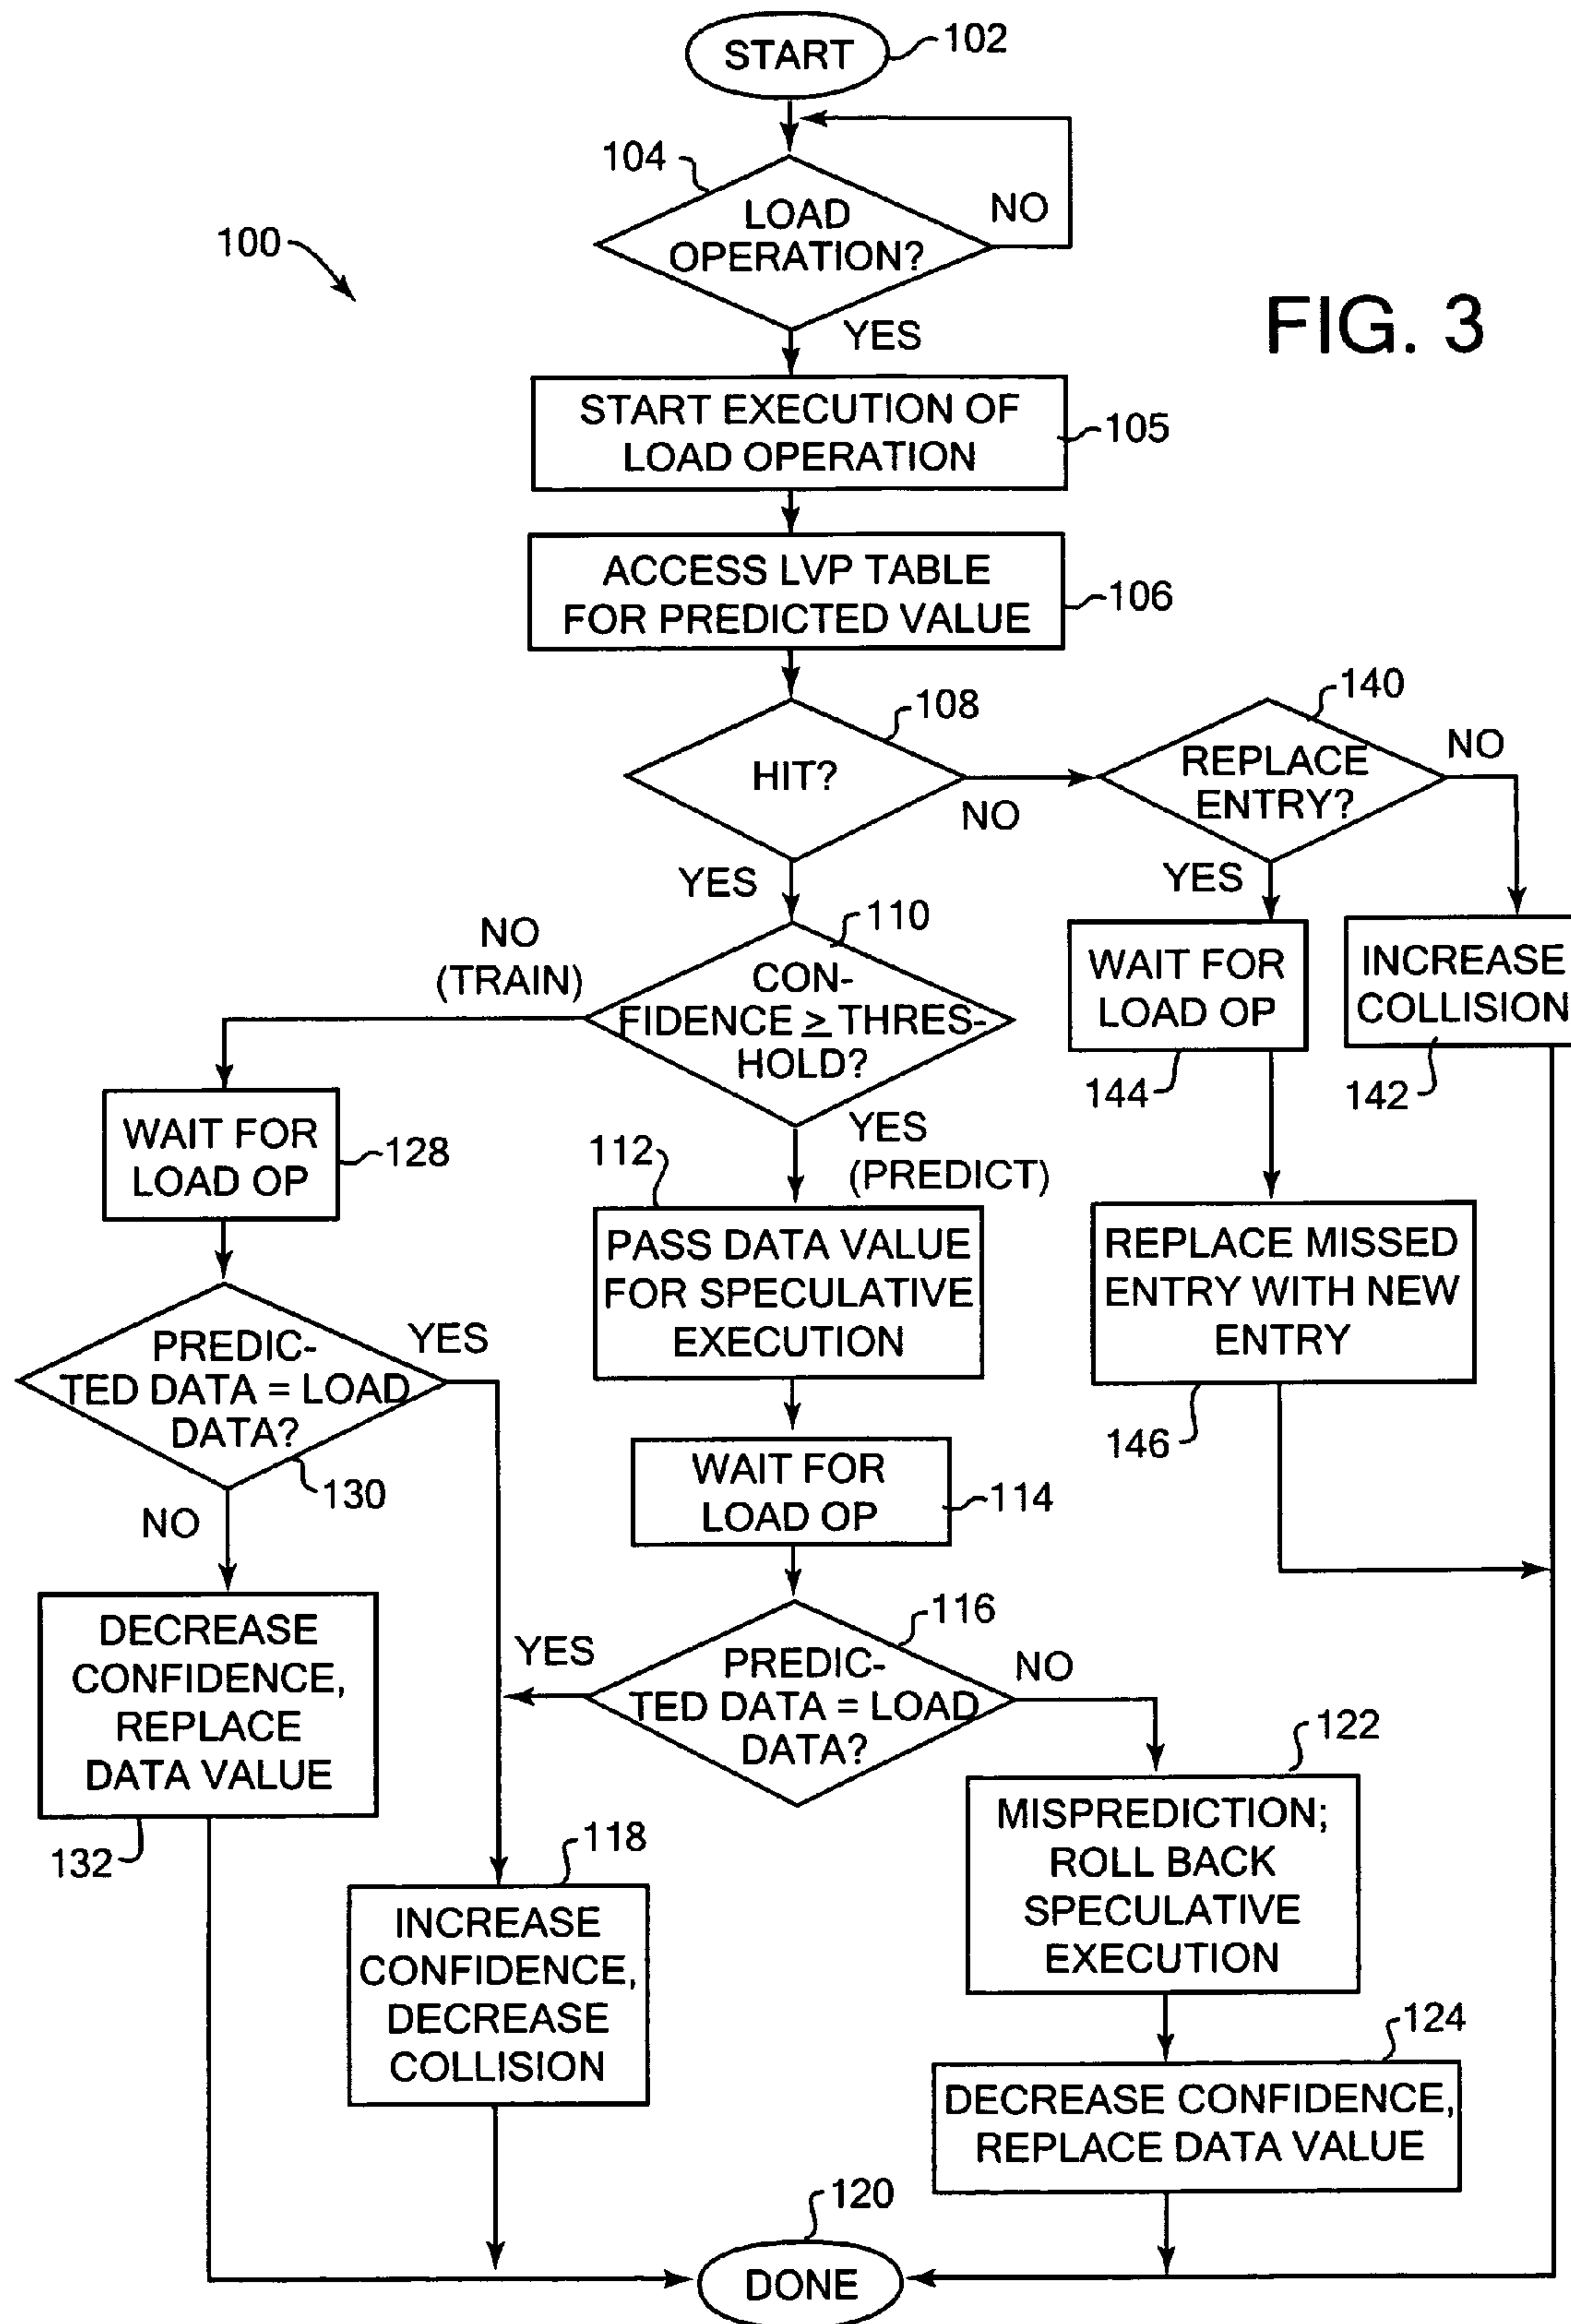 START
102
104
LOAD
OPERATION?
NO
100
YES
FIG. 3
START EXECUTION OF
LOAD OPERATION
105
ACCESS LVP TABLE
FOR PREDICTED VALUE
106
108
HIT?
NO
YES
140
REPLACE
ENTRY?
NO
YES
110
NO
(TRAIN)
CON-
FIDENCE ≥ THRES-
HOLD?
WAIT FOR
LOAD OP
144
INCREASE
COLLISION
142
YES
(PREDICT)
WAIT FOR
LOAD OP
128
112
PASS DATA VALUE
FOR SPECULATIVE
EXECUTION
REPLACE MISSED
ENTRY WITH NEW
ENTRY
146
PREDIC-
TED DATA = LOAD
DATA?
YES
130
NO
WAIT FOR
LOAD OP
114
DECREASE
CONFIDENCE,
REPLACE
DATA VALUE
132
116
YES
PREDIC-
TED DATA = LOAD
DATA?
NO
122
MISPREDICTION;
ROLL BACK
SPECULATIVE
EXECUTION
118
INCREASE
CONFIDENCE,
DECREASE
COLLISION
124
DECREASE CONFIDENCE,
REPLACE DATA VALUE
120
DONE